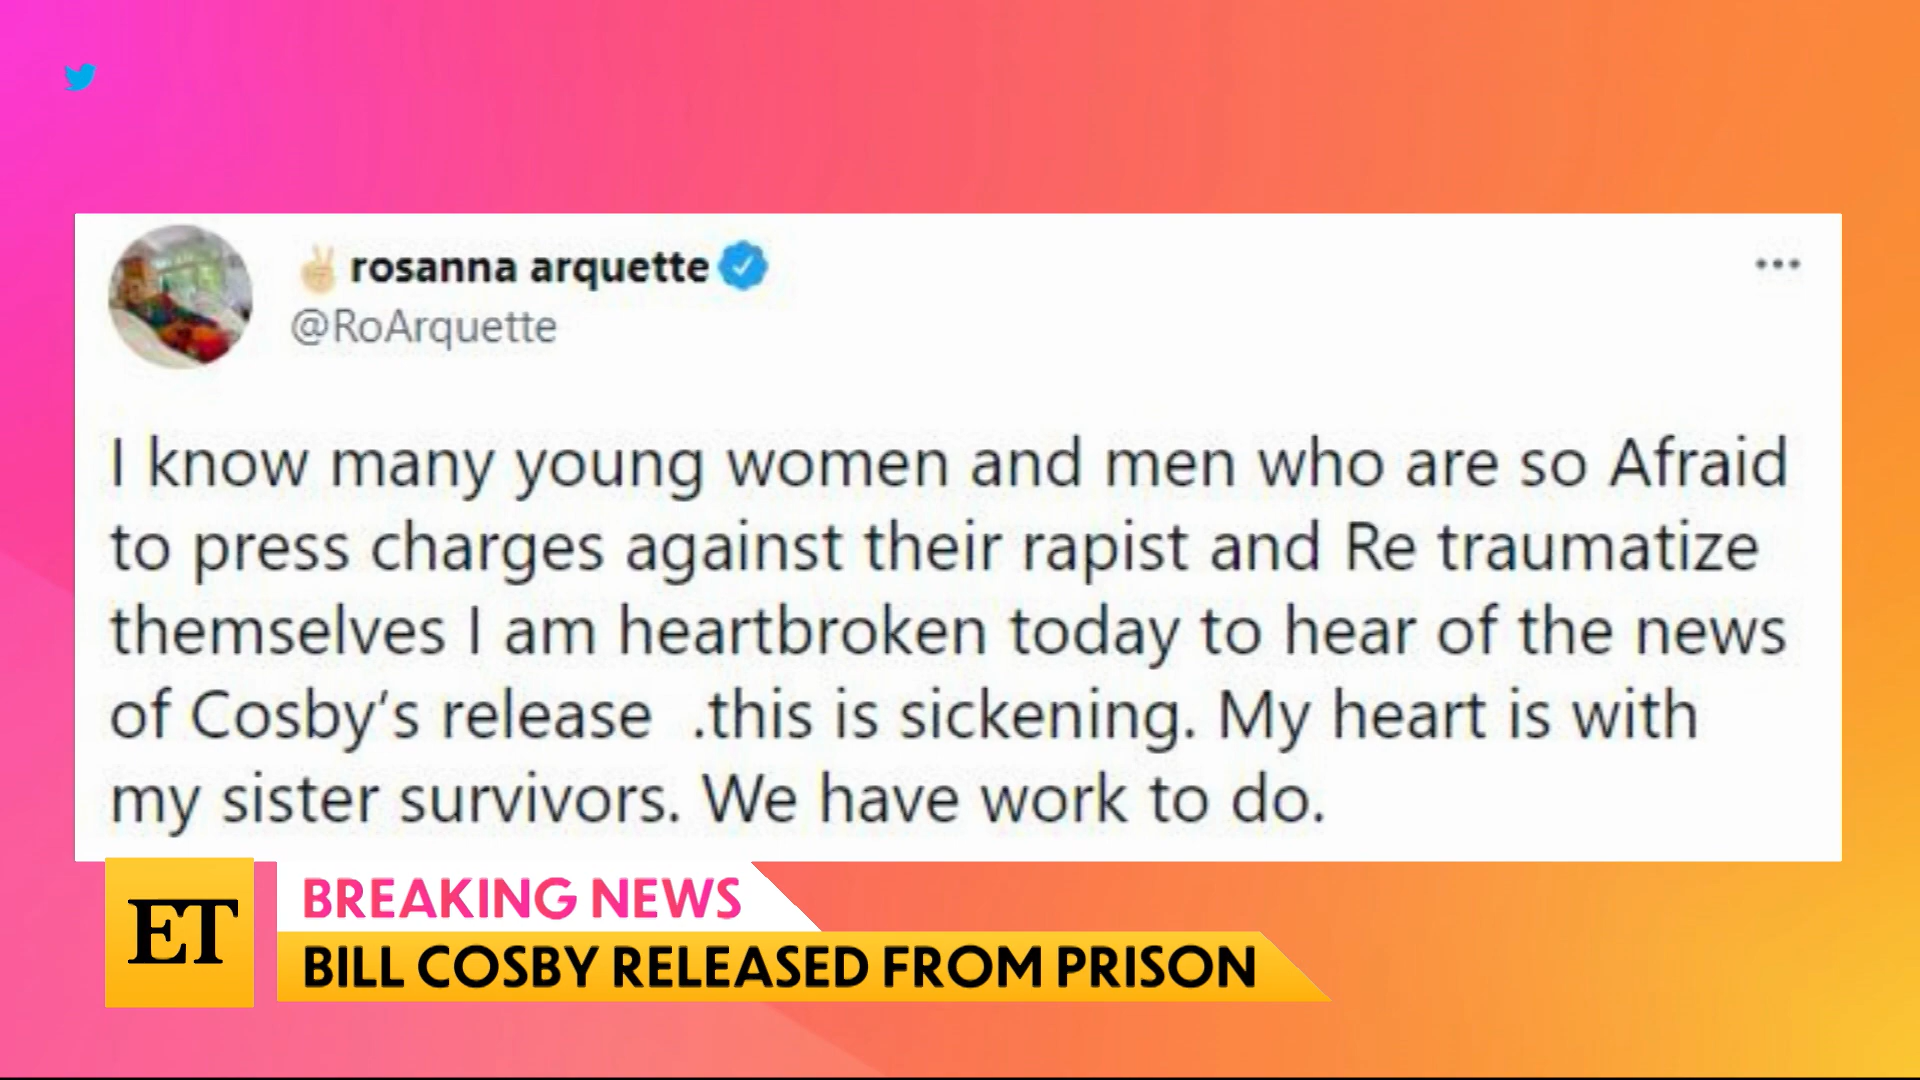 ✌🏼 rosanna arquette
@RoArquette
I know many young women and men who are so Afraid
to press charges against their rapist and Re traumatize
themselves I am heartbroken today to hear of the news
of Cosby's release  .this is sickening. My heart is with
my sister survivors. We have work to do.
ET
BREAKING NEWS
BILL COSBY RELEASED FROM PRISON